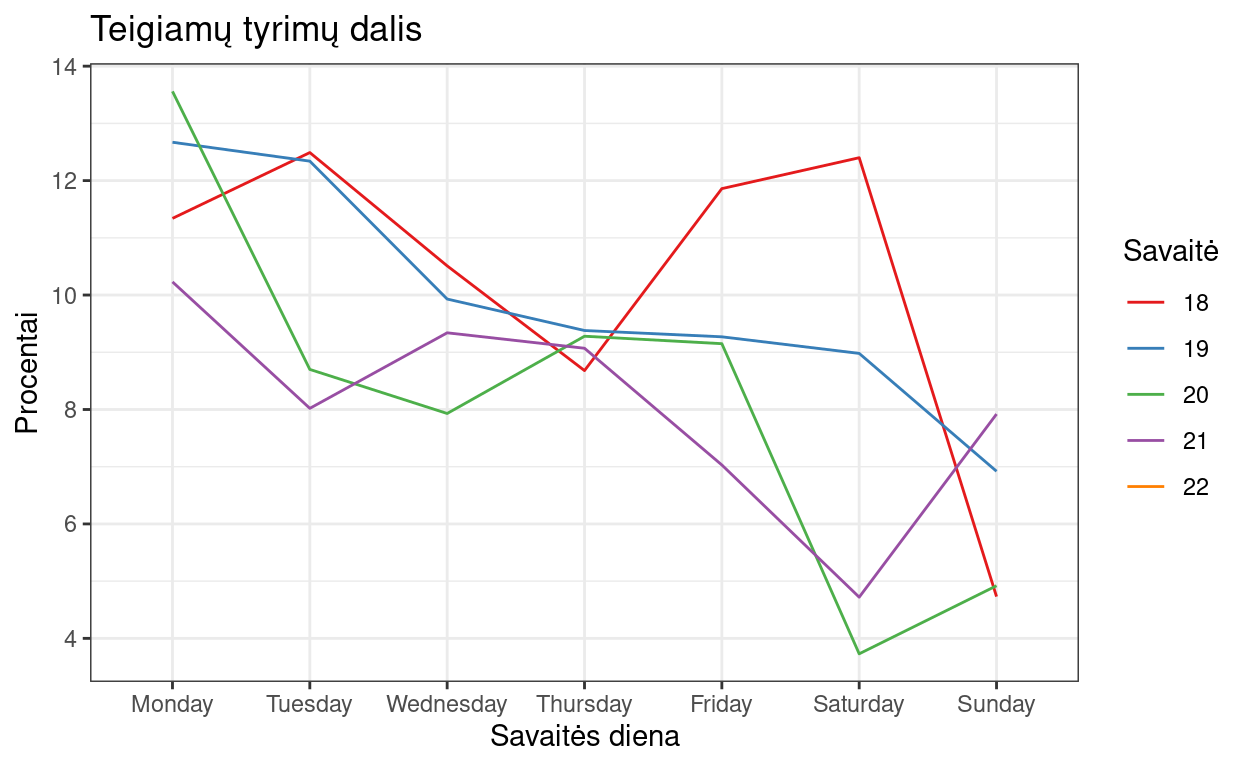 Teigiamų tyrimų dalis
14
12
10
8
6
4
Procentai
Monday Tuesday Wednesday Thursday Friday Saturday Sunday
Savaitės diena
Savaitė
18
19
20
21
22